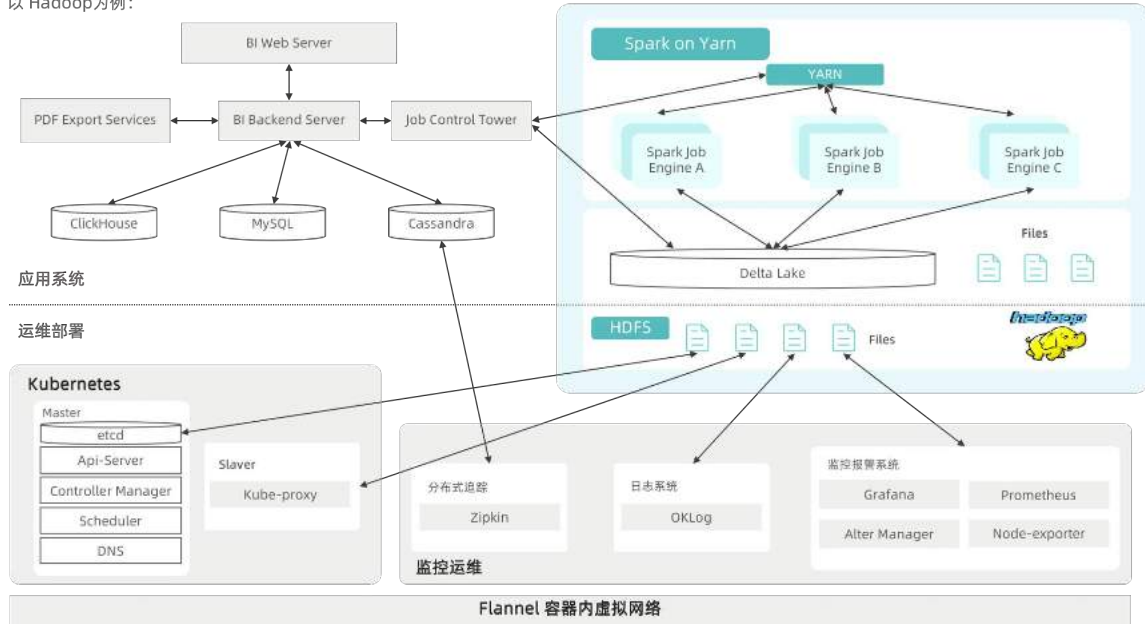 以 Hadoop为例：
BI Web Server
Spark on Yarn
YARN
PDF Export Services
BI Backend Server
Job Control Tower
Spark Job
Engine A
Spark Job
Engine B
Spark Job
Engine C
ClickHouse
MySQL
Cassandra
Files
Delta Lake
应用系统
运维部署
HDFS
Files
hadoop
Kubernetes
Master
etcd
Api-Server
Controller Manager
Scheduler
DNS
Slaver
Kube-proxy
分布式追踪
Zipkin
日志系统
OKLog
监控报警系统
Grafana
Prometheus
Alter Manager
Node-exporter
监控运维
Flannel 容器内虚拟网络